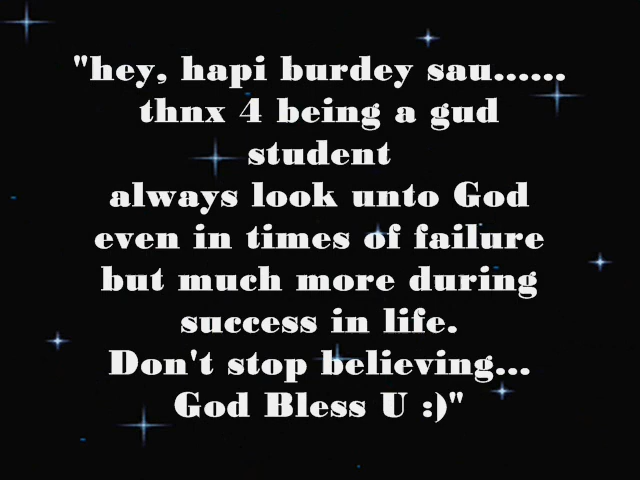 "hey, hapi burdey sau......
thnx 4 being a gud
student
always look unto God
even in times of failure
but much more during
success in life.
Don't stop believing...
God Bless U :)"